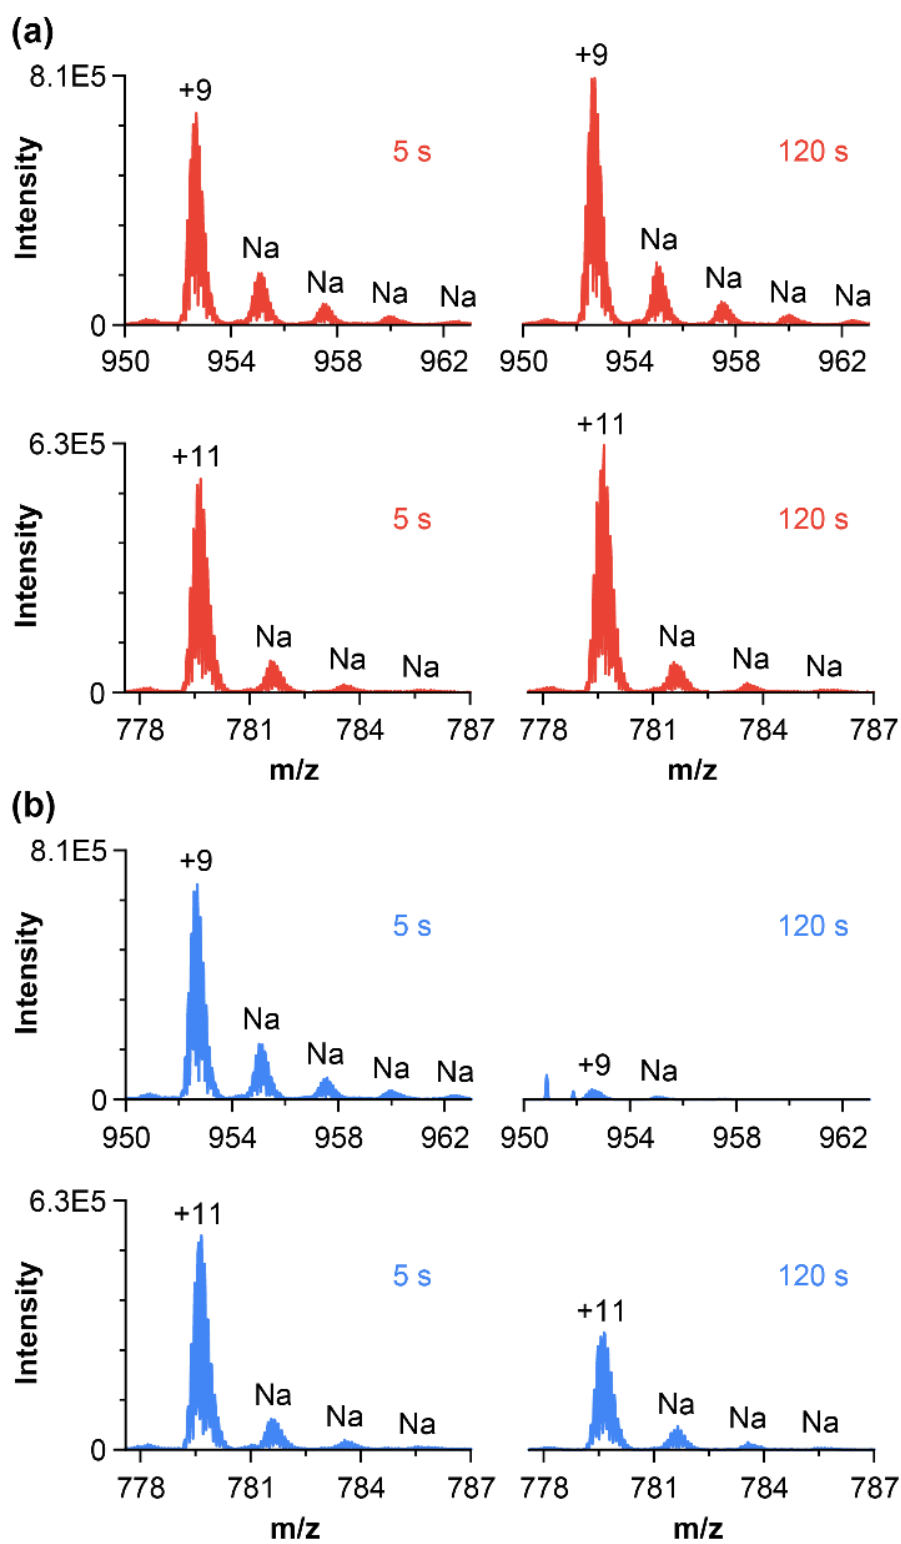 (a)
8.1E5
Intensity
0
+9
Na
Na
Na
Na
5 s
950 954 958 962
+9
Na
Na
Na
Na
120 s
950 954 958 962
6.3E5
Intensity
0
+11
Na
Na
Na
5 s
778 781 784 787
m/z
+11
Na
Na
Na
120 s
778 781 784 787
m/z
(b)
8.1E5
Intensity
0
+9
Na
Na
Na
Na
5 s
950 954 958 962
+9
Na
120 s
950 954 958 962
6.3E5
Intensity
0
+11
Na
Na
Na
5 s
778 781 784 787
m/z
+11
Na
Na
Na
120 s
778 781 784 787
m/z